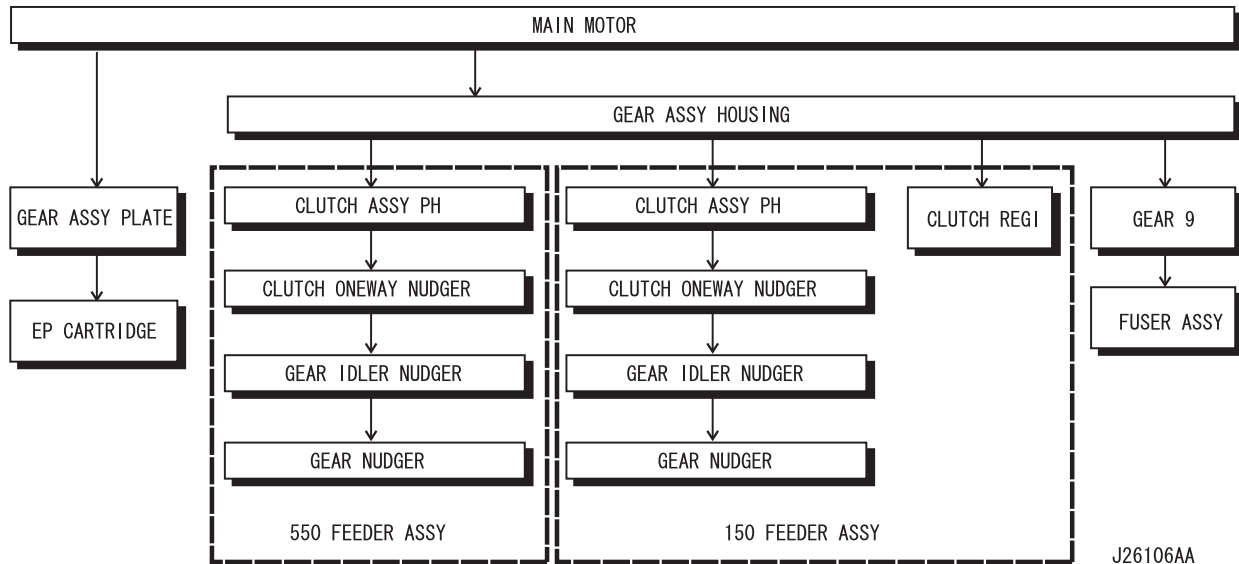 MAIN MOTOR
GEAR ASSY HOUSING
GEAR ASSY PLATE
CLUTCH ASSY PH
CLUTCH ASSY PH
CLUTCH REGI
GEAR 9
CLUTCH ONEWAY NUDGER
CLUTCH ONEWAY NUDGER
EP CARTRIDGE
FUSER ASSY
GEAR IDLER NUDGER
GEAR IDLER NUDGER
GEAR NUDGER
GEAR NUDGER
550 FEEDER ASSY
150 FEEDER ASSY
J26106AA